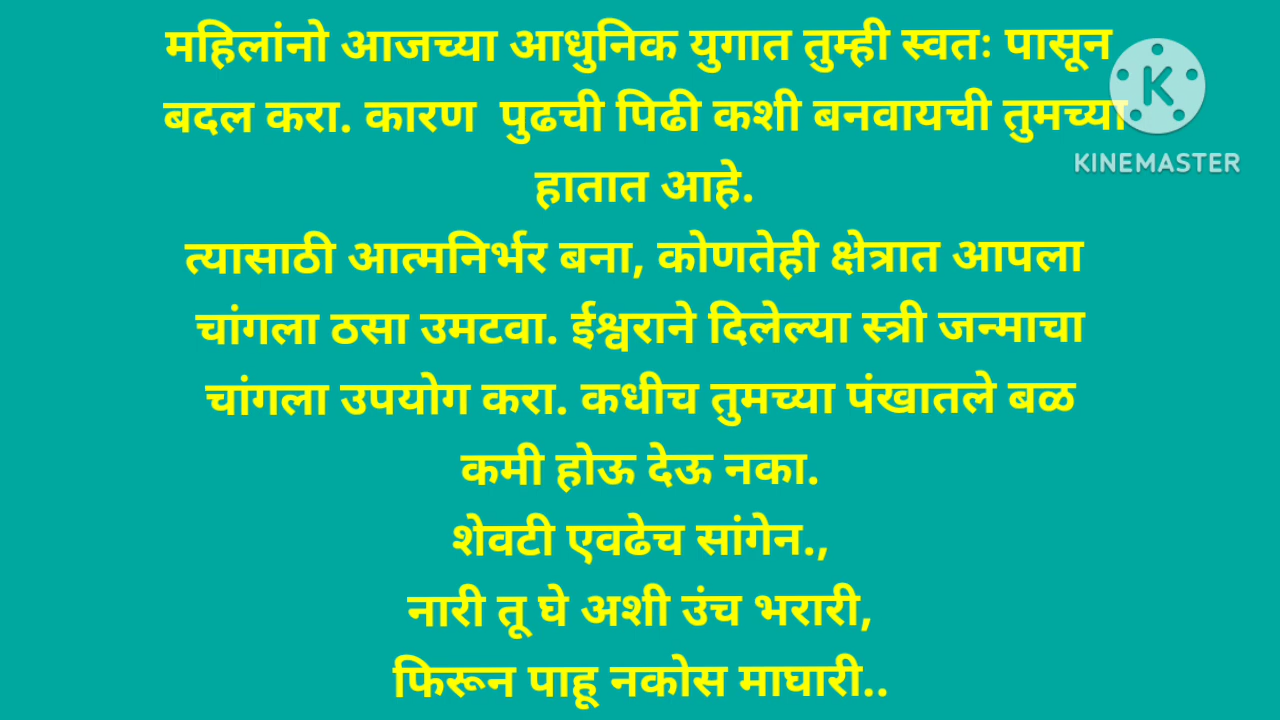 महिलांनो आजच्या आधुनिक युगात तुम्ही स्वतः पासून
बदल करा. कारण  पुढची पिढी कशी बनवायची तुमच्या
हातात आहे.
त्यासाठी आत्मनिर्भर बना, कोणतेही क्षेत्रात आपला
चांगला ठसा उमटवा. ईश्वराने दिलेल्या स्त्री जन्माचा
चांगला उपयोग करा. कधीच तुमच्या पंखातले बळ
कमी होऊ देऊ नका.
शेवटी एवढेच सांगेन.,
नारी तू घे अशी उंच भरारी,
फिरून पाहू नकोस माघारी..
K
KINEMASTER